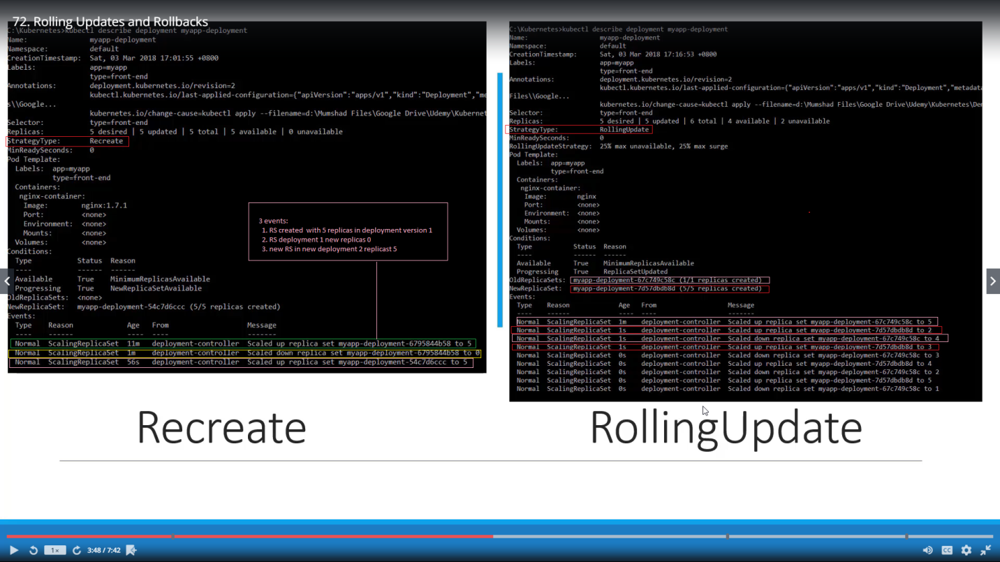 72. Rolling Updates and Rollbacks
C:\Kubernetes>kubectl describe deployment myapp-deployment
Name: myapp-deployment
Namespace: default
CreationTimestamp: Sat, 03 Mar 2018 17:01:55 +0800
Labels: app=myapp
type=front-end
Annotations: deployment.kubernetes.io/revision=2
kubectl.kubernetes.io/last-applied-configuration={"apiVersion":"apps/v1","kind":"Deployment","me
s\\Google...
kubernetes.io/change-cause=kubectl apply --filename=d:\Mumshad Files\Google Drive\Udemy\Kubernet
Selector: type=front-end
Replicas: 5 desired | 5 updated | 5 total | 5 available | 0 unavailable
StrategyType: Recreate
MinReadySeconds: 0
Pod Template:
Labels: app=myapp
type=front-end
Containers:
nginx-container:
Image: nginx:1.7.1
Port: <none>
Environment: <none>
Mounts: <none>
Volumes: <none>
Conditions:
Type Status Reason
---- ------ ------
Available True MinimumReplicasAvailable
Progressing True NewReplicaSetAvailable
OldReplicaSets: <none>
NewReplicaSet: myapp-deployment-54c7d6ccc (5/5 replicas created)
Events:
Type Reason Age From Message
---- ------ ---- ---- -------
Normal ScalingReplicaSet 11m deployment-controller Scaled up replica set myapp-deployment-6795844b58 to 5
Normal ScalingReplicaSet 1m deployment-controller Scaled down replica set myapp-deployment-6795844b58 to 0
Normal ScalingReplicaSet 56s deployment-controller Scaled up replica set myapp-deployment-54c7d6ccc to 5
3 events:
1. RS created with 5 replicas in deployment version 1
2. RS deployment 1 new replicas 0
3. new RS in new deployment 2 replicast 5
Recreate
C:\Kubernetes>kubectl describe deployment myapp-deployment
Name: myapp-deployment
Namespace: default
CreationTimestamp: Sat, 03 Mar 2018 17:16:53 +0800
Labels: app=myapp
type=front-end
Annotations: deployment.kubernetes.io/revision=2
kubectl.kubernetes.io/last-applied-configuration={"apiVersion":"apps/v1","kind":"Deployment","metadata
Files\\Google...
kubernetes.io/change-cause=kubectl apply --filename=d:\Mumshad Files\Google Drive\Udemy\Kubernetes\Dem
Selector: type=front-end
Replicas: 5 desired | 5 updated | 6 total | 4 available | 2 unavailable
StrategyType: RollingUpdate
MinReadySeconds: 0
RollingUpdateStrategy: 25% max unavailable, 25% max surge
Pod Template:
Labels: app=myapp
type=front-end
Containers:
nginx-container:
Image: nginx
Port: <none>
Environment: <none>
Mounts: <none>
Volumes: <none>
Conditions:
Type Status Reason
---- ------ ------
Available True MinimumReplicasAvailable
Progressing True ReplicaSetUpdated
OldReplicaSets: myapp-deployment-67c749c58c (1/1 replicas created)
NewReplicaSet: myapp-deployment-7d57dbdb8d (5/5 replicas created)
Events:
Type Reason Age From Message
---- ------ ---- ---- -------
Normal ScalingReplicaSet 1m deployment-controller Scaled up replica set myapp-deployment-67c749c58c to 5
Normal ScalingReplicaSet 1s deployment-controller Scaled up replica set myapp-deployment-7d57dbdb8d to 2
Normal ScalingReplicaSet 1s deployment-controller Scaled down replica set myapp-deployment-67c749c58c to 4
Normal ScalingReplicaSet 1s deployment-controller Scaled up replica set myapp-deployment-7d57dbdb8d to 3
Normal ScalingReplicaSet 0s deployment-controller Scaled down replica set myapp-deployment-67c749c58c to 3
Normal ScalingReplicaSet 0s deployment-controller Scaled up replica set myapp-deployment-7d57dbdb8d to 4
Normal ScalingReplicaSet 0s deployment-controller Scaled down replica set myapp-deployment-67c749c58c to 2
Normal ScalingReplicaSet 0s deployment-controller Scaled up replica set myapp-deployment-7d57dbdb8d to 5
Normal ScalingReplicaSet 0s deployment-controller Scaled down replica set myapp-deployment-67c749c58c to 1
RollingUpdate
1x
3:48 / 7:42
CC